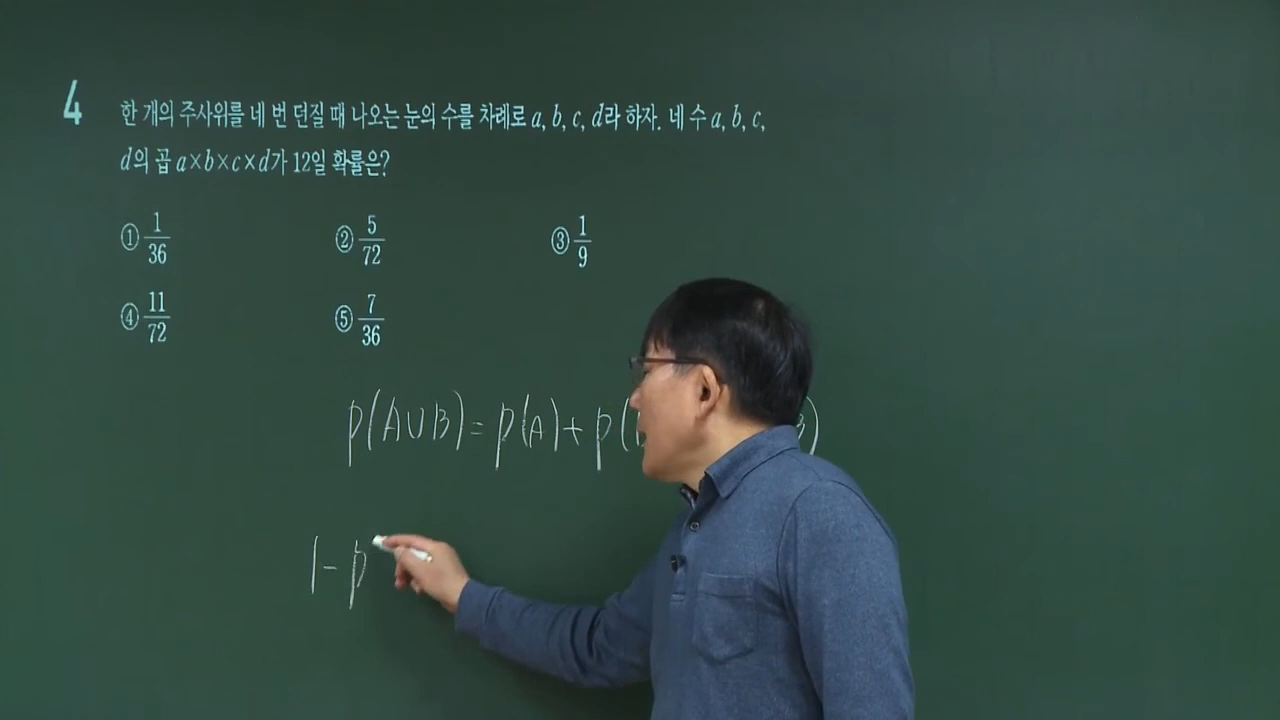 4
한 개의 주사위를 네 번 던질 때 나오는 눈의 수를 차례로 a, b, c, d라 하자. 네 수 a, b, c,
d의 곱 a×b×c×d가 12일 확률은?
① 1/36 ② 5/72 ③ 1/9
④ 11/72 ⑤ 7/36
p(A∪B)=p(A)+p(
1-p